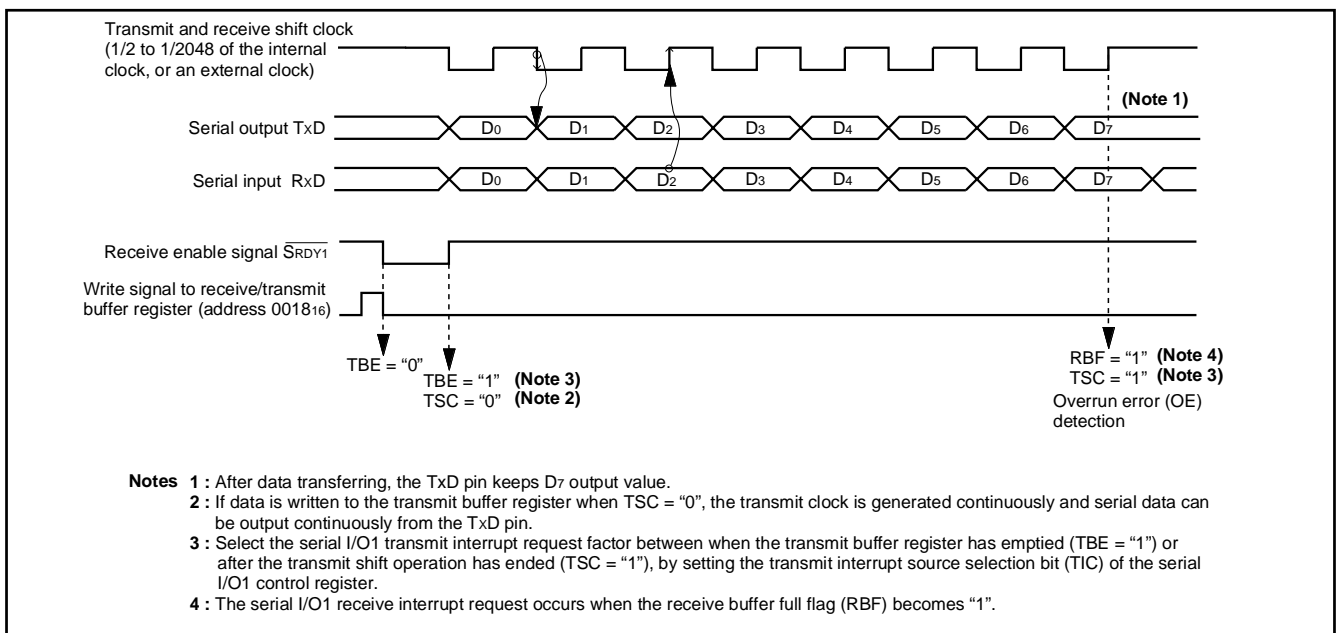 Transmit and receive shift clock
(1/2 to 1/2048 of the internal
clock, or an external clock)
(Note 1)
Serial output TxD
D0 D1 D2 D3 D4 D5 D6 D7
Serial input RxD
D0 D1 D2 D3 D4 D5 D6 D7
Receive enable signal SRDY1
Write signal to receive/transmit
buffer register (address 001816)
TBE = “0”
TBE = “1” (Note 3)
TSC = “0” (Note 2)
RBF = “1” (Note 4)
TSC = “1” (Note 3)
Overrun error (OE)
detection
Notes 1 : After data transferring, the TxD pin keeps D7 output value.
2 : If data is written to the transmit buffer register when TSC = “0”, the transmit clock is generated continuously and serial data can
be output continuously from the TxD pin.
3 : Select the serial I/O1 transmit interrupt request factor between when the transmit buffer register has emptied (TBE = “1”) or
after the transmit shift operation has ended (TSC = “1”), by setting the transmit interrupt source selection bit (TIC) of the serial
I/O1 control register.
4 : The serial I/O1 receive interrupt request occurs when the receive buffer full flag (RBF) becomes “1”.